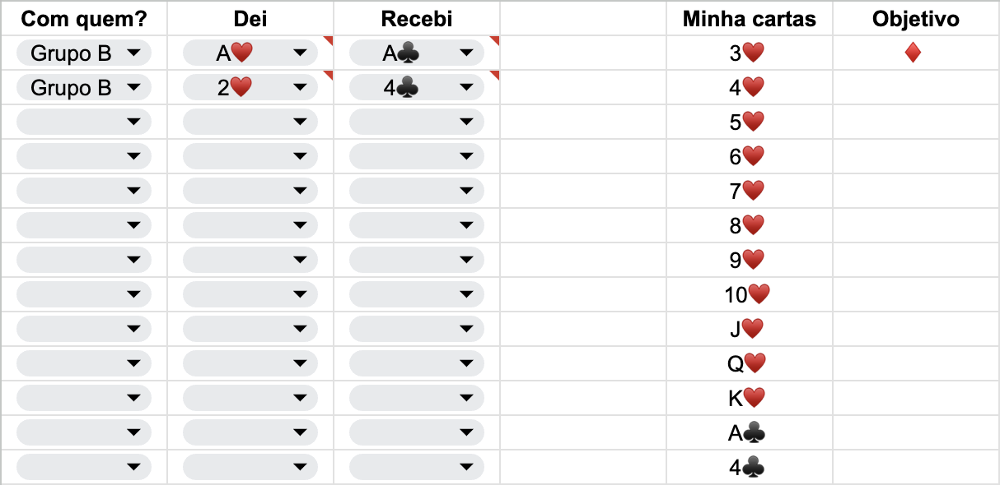 Com quem? Dei Recebi Minha cartas Objetivo
Grupo B A♥ A♣ 3♥ ♦
Grupo B 2♥ 4♣ 4♥
5♥
6♥
7♥
8♥
9♥
10♥
J♥
Q♥
K♥
A♣
4♣